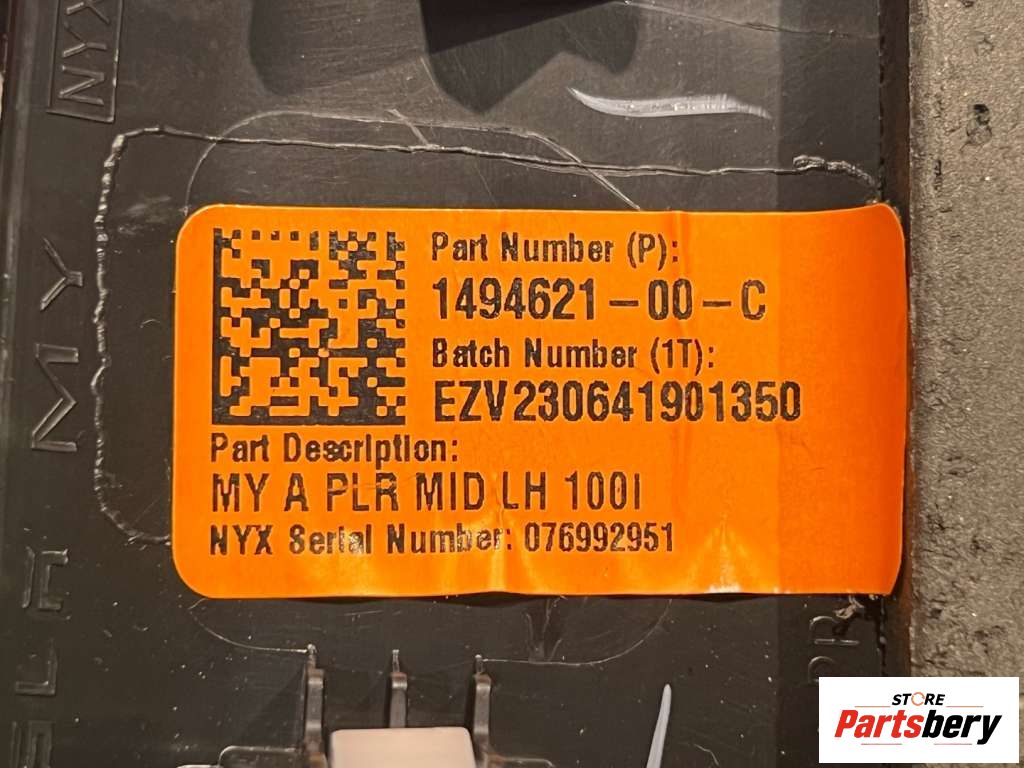 NYX
MY
Part Number (P):
1494621-00-C
Batch Number (1T):
EZV230641901350
Part Description:
MY A PLR MID LH 100I
NYX Serial Number: 076992951
STORE
Partsbery